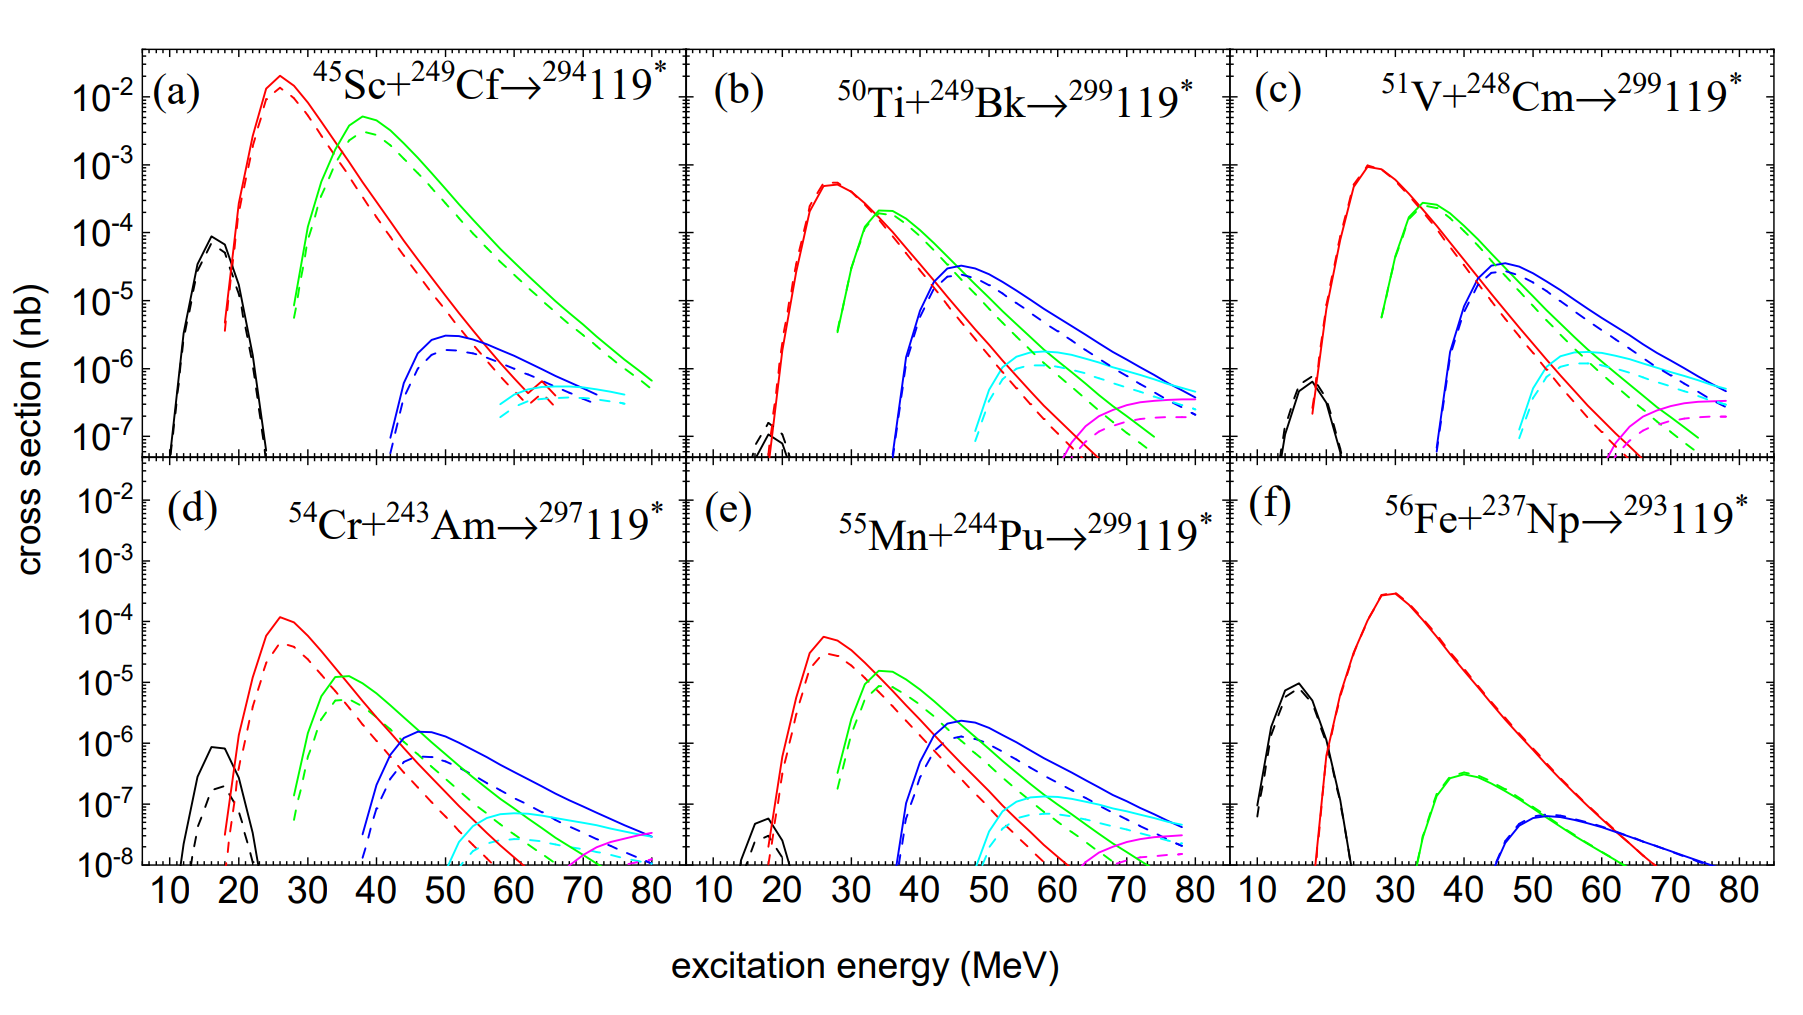 (a) ⁴⁵Sc+²⁴⁹Cf→²⁹⁴119*
(b) ⁵⁰Ti+²⁴⁹Bk→²⁹⁹119*
(c) ⁵¹V+²⁴⁸Cm→²⁹⁹119*
10⁻²
10⁻³
10⁻⁴
10⁻⁵
10⁻⁶
10⁻⁷
cross section (nb)
(d) ⁵⁴Cr+²⁴³Am→²⁹⁷119*
(e) ⁵⁵Mn+²⁴⁴Pu→²⁹⁹119*
(f) ⁵⁶Fe+²³⁷Np→²⁹³119*
10⁻²
10⁻³
10⁻⁴
10⁻⁵
10⁻⁶
10⁻⁷
10⁻⁸
10 20 30 40 50 60 70 80 10 20 30 40 50 60 70 80 10 20 30 40 50 60 70 80
excitation energy (MeV)